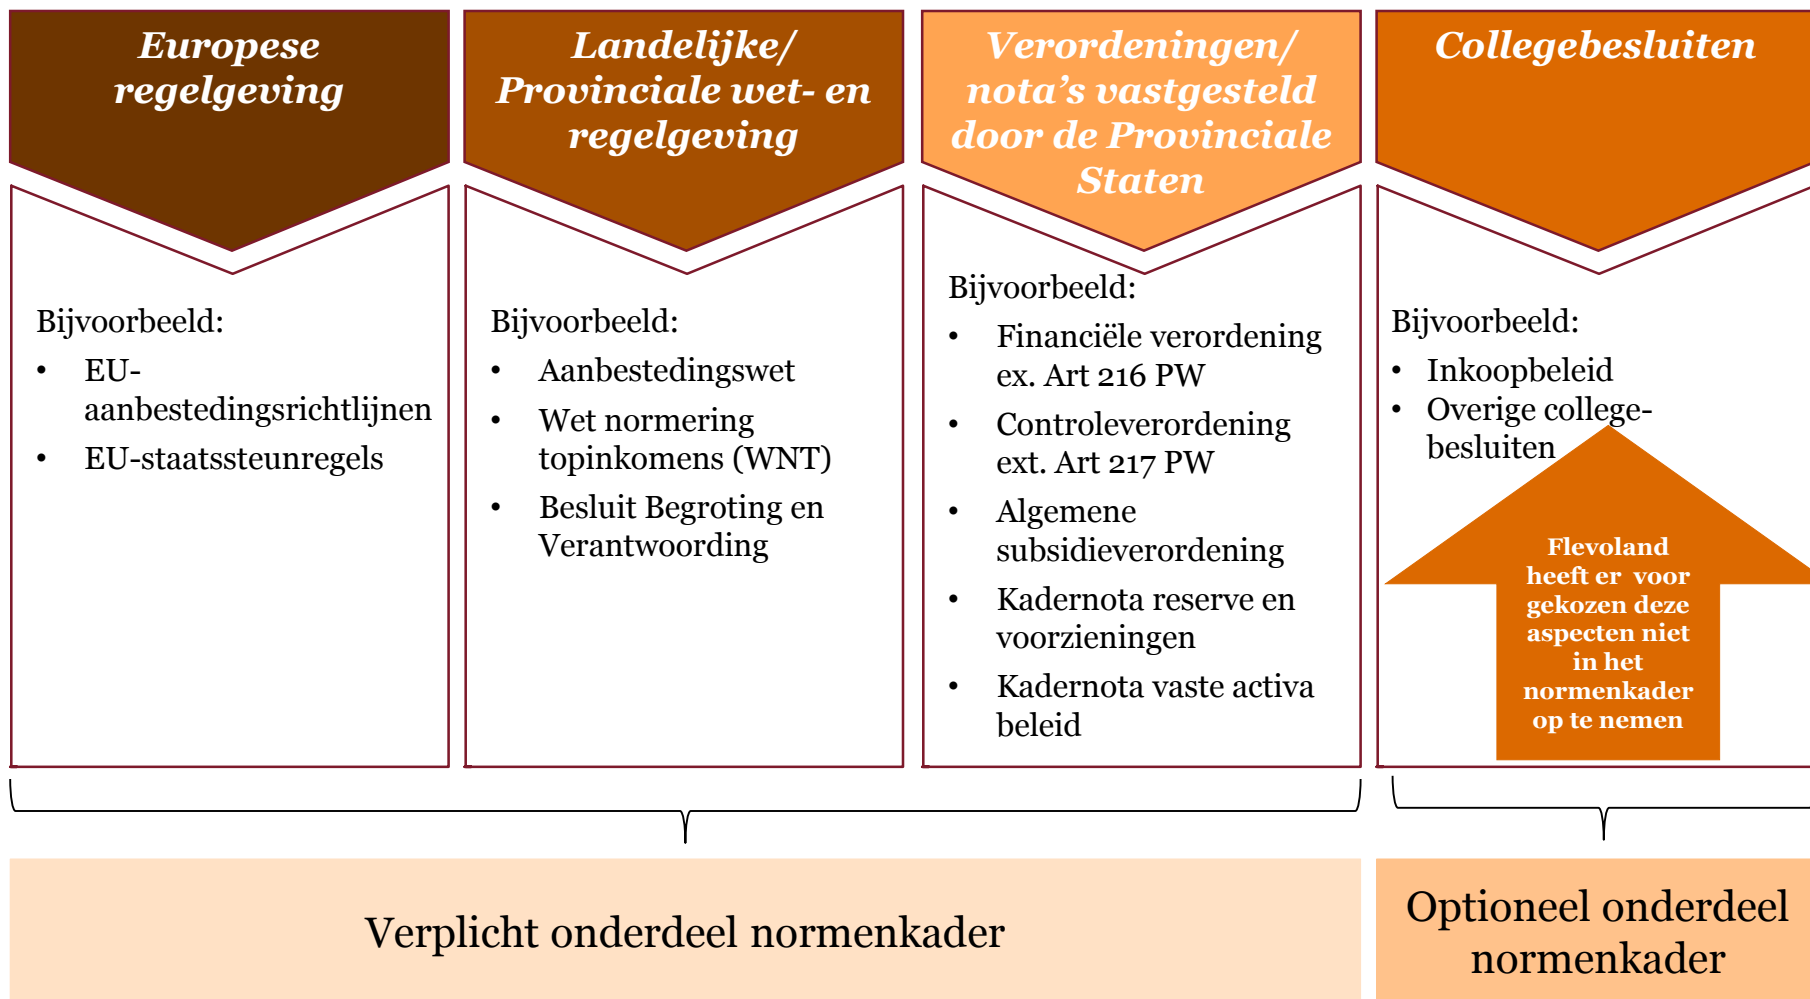 Europese
regelgeving
Landelijke/
Provinciale wet- en
regelgeving
Verordeningen/
nota's vastgesteld
door de Provinciale
Staten
Collegebesluiten
Bijvoorbeeld:
• EU-
aanbestedingsrichtlijnen
• EU-staatssteunregels
Bijvoorbeeld:
• Aanbestedingswet
• Wet normering
topinkomens (WNT)
• Besluit Begroting en
Verantwoording
Bijvoorbeeld:
• Financiële verordening
ex. Art 216 PW
• Controleverordening
ext. Art 217 PW
• Algemene
subsidieverordening
• Kadernota reserve en
voorzieningen
• Kadernota vaste activa
beleid
Bijvoorbeeld:
• Inkoopbeleid
• Overige college-
besluiten
Flevoland
heeft er voor
gekozen deze
aspecten niet
in het
normenkader
op te nemen
Verplicht onderdeel normenkader
Optioneel onderdeel
normenkader